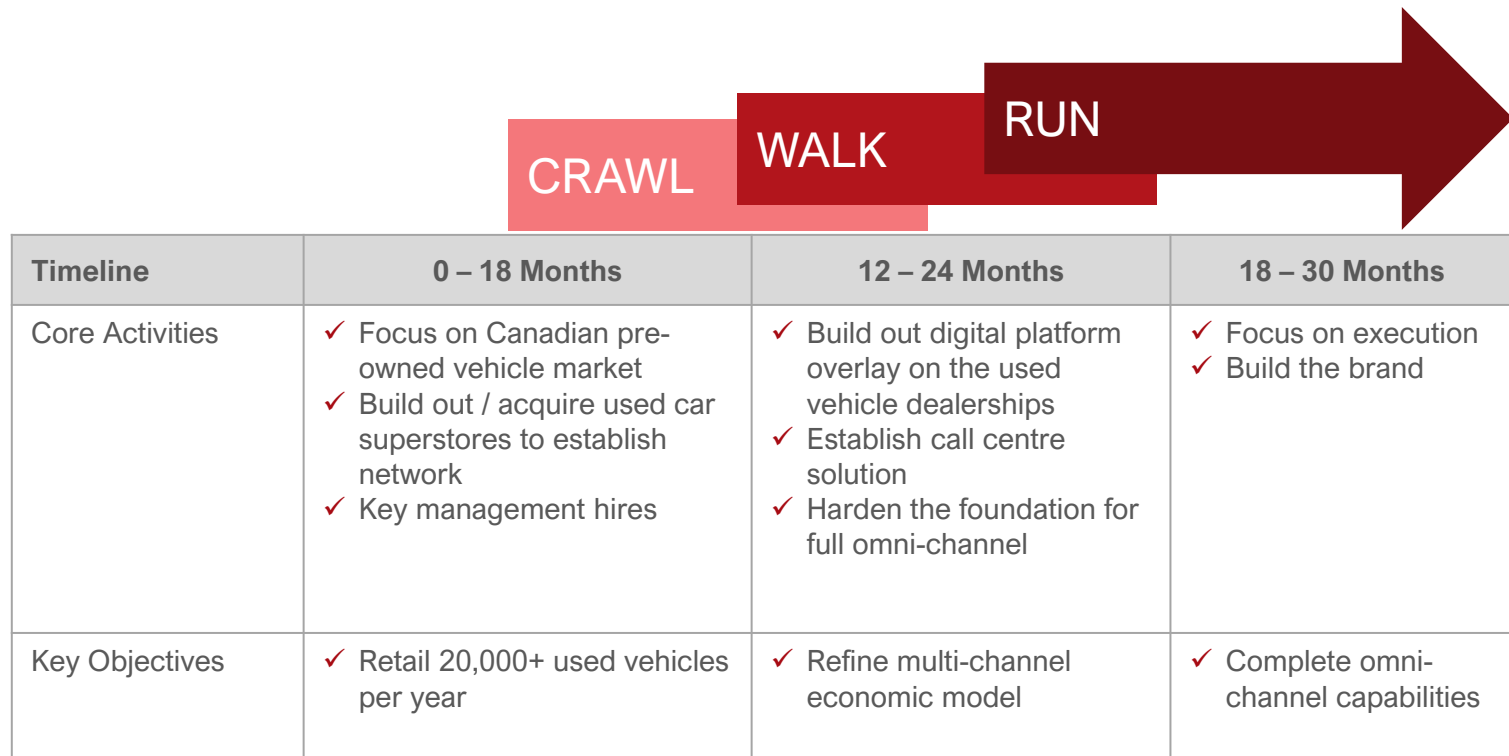 CRAWL
WALK
RUN
Timeline
0 – 18 Months
12 – 24 Months
18 – 30 Months
Core Activities
✓ Focus on Canadian pre-
owned vehicle market
✓ Build out / acquire used car
superstores to establish
network
✓ Key management hires
✓ Build out digital platform
overlay on the used
vehicle dealerships
✓ Establish call centre
solution
✓ Harden the foundation for
full omni-channel
✓ Focus on execution
✓ Build the brand
Key Objectives
✓ Retail 20,000+ used vehicles
per year
✓ Refine multi-channel
economic model
✓ Complete omni-
channel capabilities